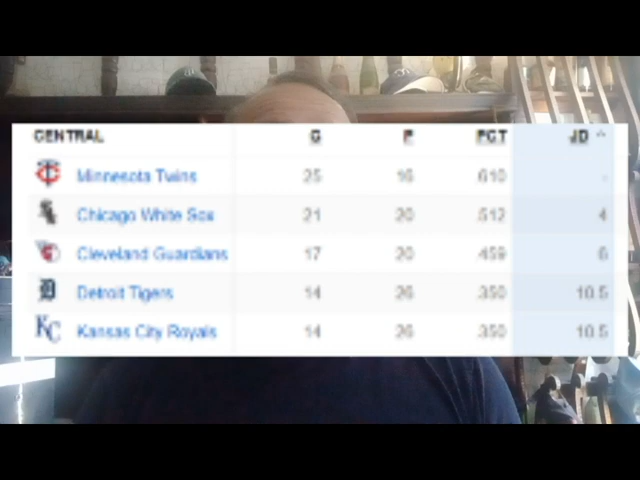 CENTRAL G P PCT JD
Minnesota Twins 25 16 610 -
Chicago White Sox 21 20 512 4
Cleveland Guardians 17 20 459 6
Detroit Tigers 14 26 350 10.5
Kansas City Royals 14 26 350 10.5